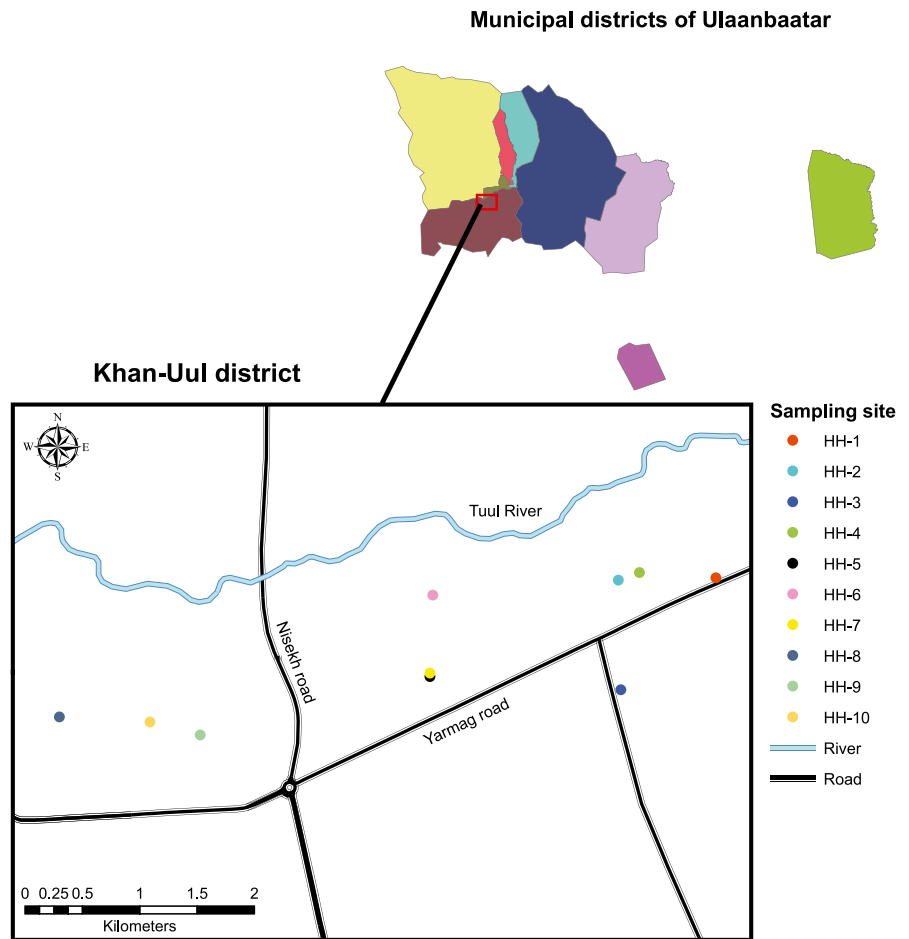 Municipal districts of Ulaanbaatar
Khan-Uul district
N
W E
S
Tuul River
Nisekh road
Yarmag road
0 0.25 0.5 1 1.5 2
Kilometers
Sampling site
HH-1
HH-2
HH-3
HH-4
HH-5
HH-6
HH-7
HH-8
HH-9
HH-10
River
Road